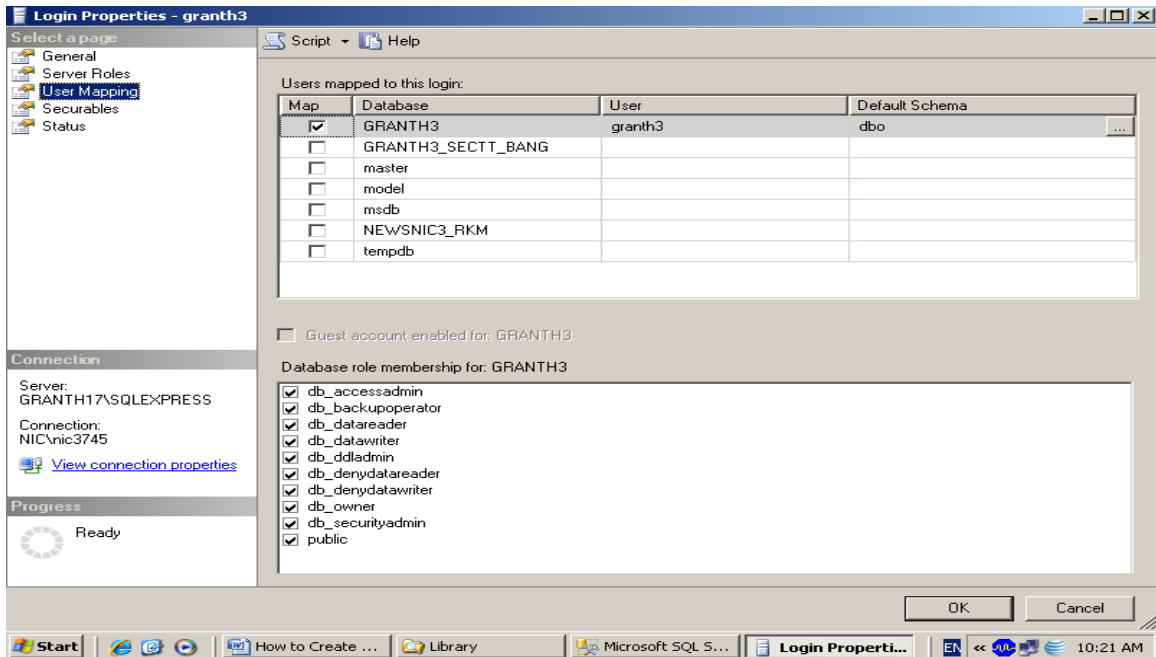 Login Properties - granth3
Select a page
General
Server Roles
User Mapping
Securables
Status
Script Help
Users mapped to this login:
Map Database User Default Schema
GRANTH3 granth3 dbo ...
GRANTH3_SECTT_BANG
master
model
msdb
NEWSNIC3_RKM
tempdb
Guest account enabled for: GRANTH3
Database role membership for: GRANTH3
db_accessadmin
db_backupoperator
db_datareader
db_datawriter
db_ddladmin
db_denydatareader
db_denydatawriter
db_owner
db_securityadmin
public
Connection
Server:
GRANTH17\SQLEXPRESS
Connection:
NIC\nic3745
View connection properties
Progress
Ready
OK Cancel
Start How to Create ... Library Microsoft SQL S... Login Properti... EN « 10:21 AM